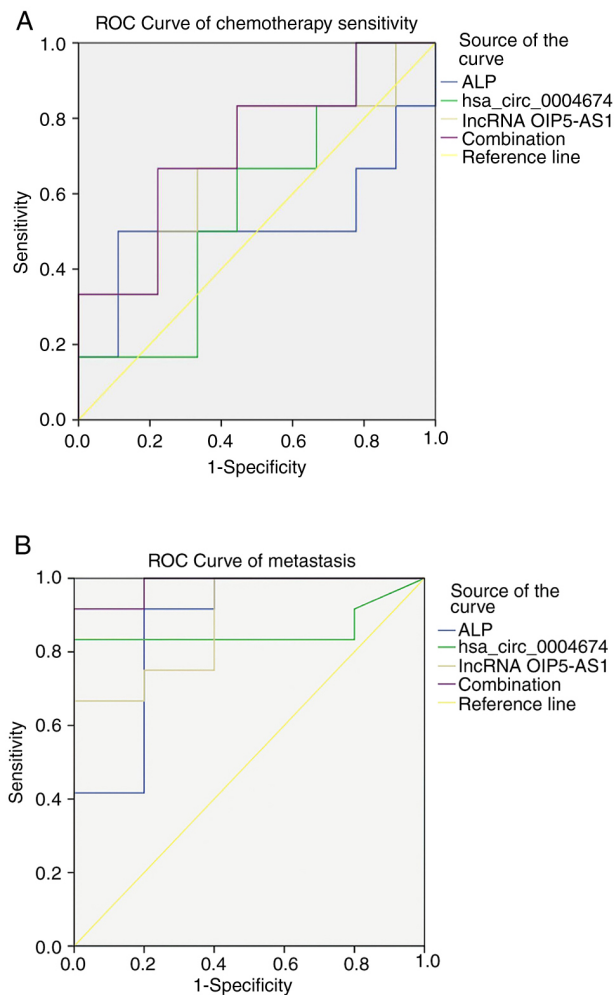 A
ROC Curve of chemotherapy sensitivity
Source of the
curve
ALP
hsa_circ_0004674
lncRNA OIP5-AS1
Combination
Reference line
Sensitivity
1.0
0.8
0.6
0.4
0.2
0.0
0.0 0.2 0.4 0.6 0.8 1.0
1-Specificity
B
ROC Curve of metastasis
Source of the
curve
ALP
hsa_circ_0004674
lncRNA OIP5-AS1
Combination
Reference line
Sensitivity
1.0
0.8
0.6
0.4
0.2
0.0
0.0 0.2 0.4 0.6 0.8 1.0
1-Specificity